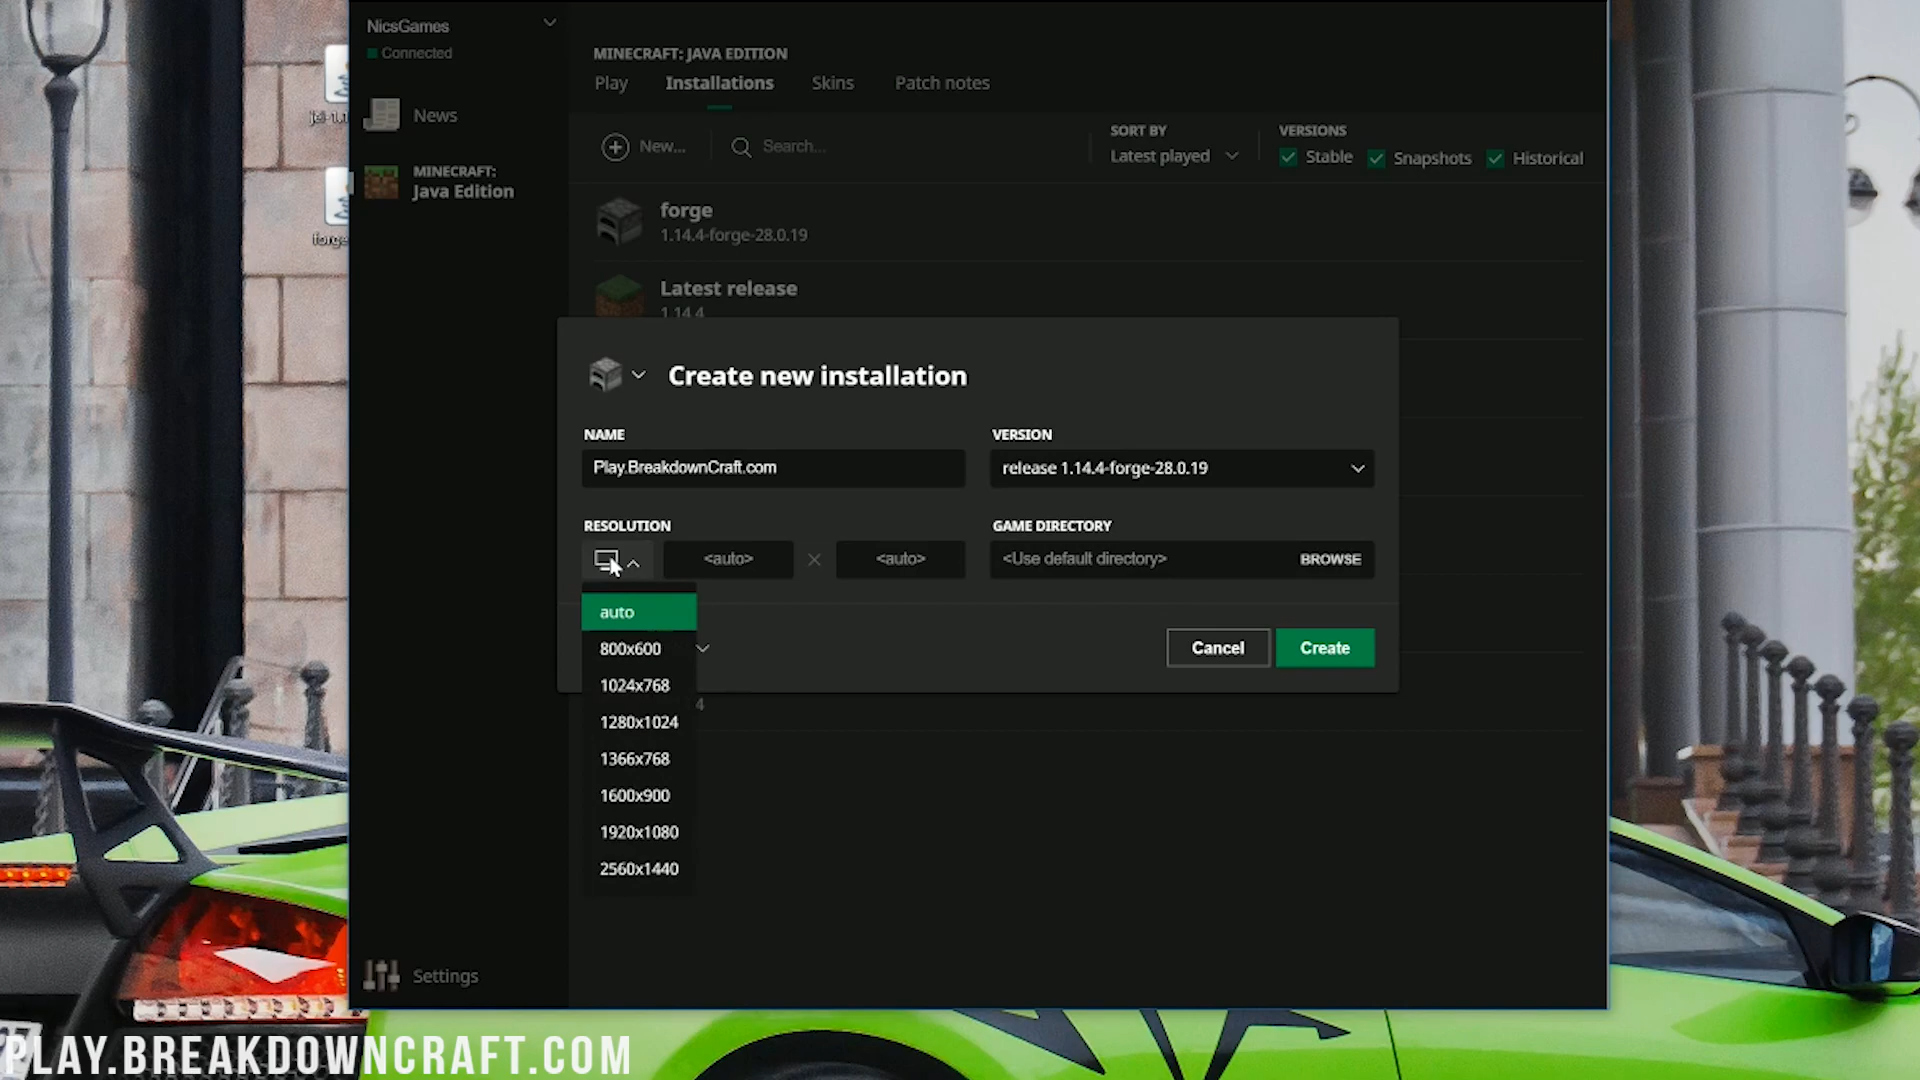 NicsGames
Connected
News
MINECRAFT:
Java Edition
Settings
MINECRAFT: JAVA EDITION
Play Installations Skins Patch notes
New... Search...
SORT BY
Latest played
VERSIONS
Stable Snapshots Historical
forge
1.14.4-forge-28.0.19
Latest release
1.14.4
Create new installation
NAME
Play.BreakdownCraft.com
VERSION
release 1.14.4-forge-28.0.19
RESOLUTION
<auto> <auto>
GAME DIRECTORY
<Use default directory> BROWSE
auto
800x600
1024x768
1280x1024
1366x768
1600x900
1920x1080
2560x1440
Cancel Create
4
forge
PLAY.BREAKDOWNCRAFT.COM